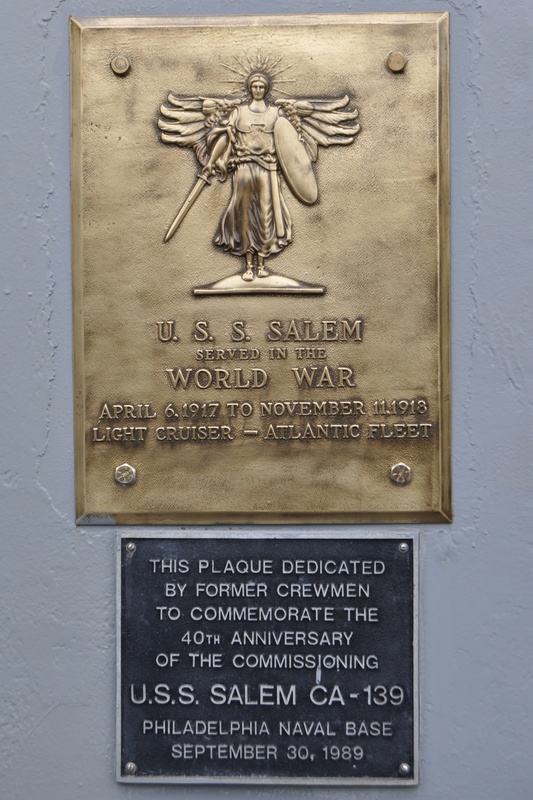 U. S. S. SALEM
SERVED IN THE
WORLD WAR
APRIL 6.1917 TO NOVEMBER 11.1918
LIGHT CRUISER – ATLANTIC FLEET
THIS PLAQUE DEDICATED
BY FORMER CREWMEN
TO COMMEMORATE THE
40TH ANNIVERSARY
OF THE COMMISSIONING
U.S.S. SALEM CA-139
PHILADELPHIA NAVAL BASE
SEPTEMBER 30, 1989